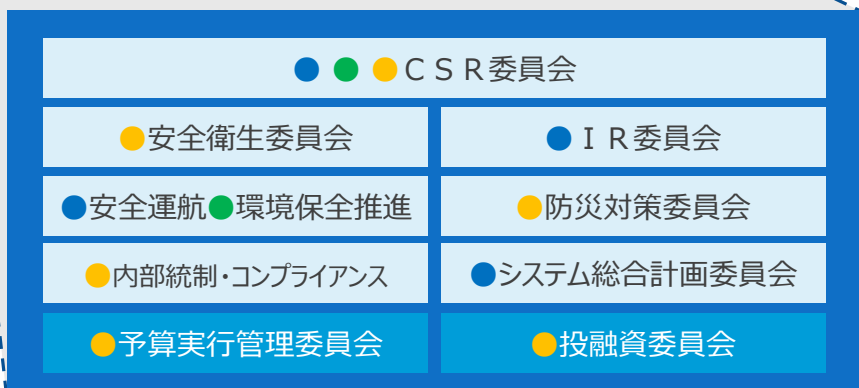 ●●●ＣＳＲ委員会
●安全衛生委員会
●ＩＲ委員会
●安全運航●環境保全推進
●防災対策委員会
●内部統制・コンプライアンス
●システム総合計画委員会
●予算実行管理委員会
●投融資委員会